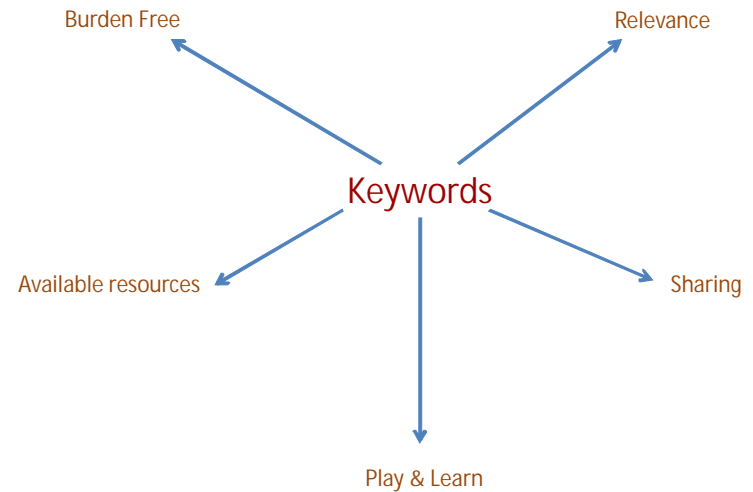 Burden Free
Relevance
Keywords
Available resources
Sharing
Play & Learn